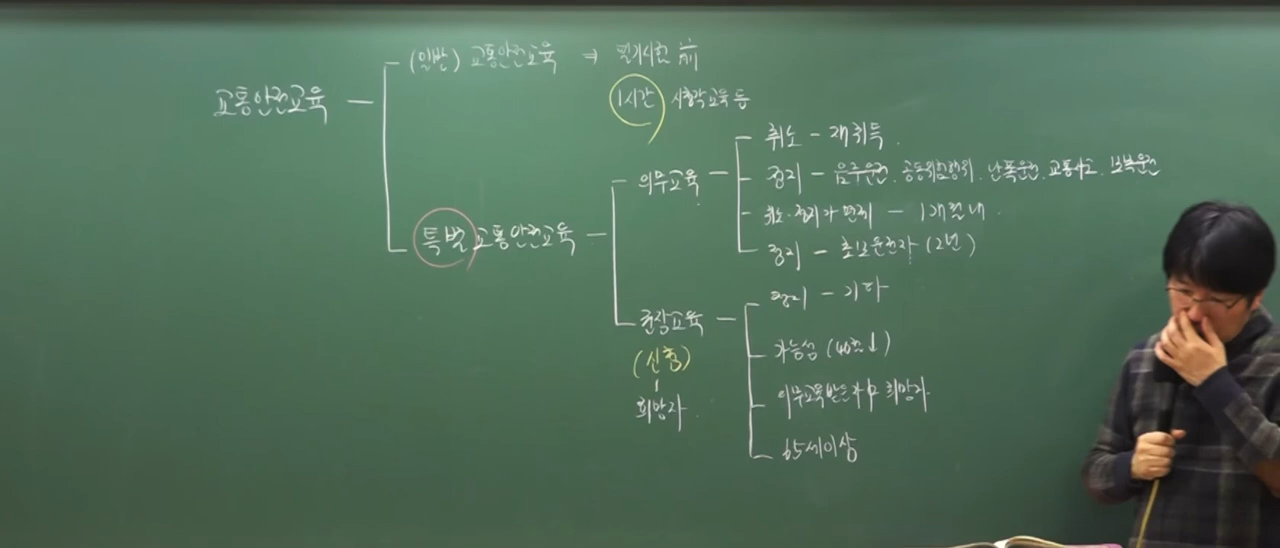 (일반) 교통안전교육 ⇒ 필기시험 前
교통안전교육
1시간 시청각교육 등
취소 - 재취득.
의무교육
정지 - 음주운전. 공동위험행위. 난폭운전. 교통사고. 보복운전
취소·정지가 면제 - 1개월내.
특별 교통안전교육
정지 - 초보운전자 (2년)
정지 - 기타
권장교육
가능성 (40점↓)
(신청)
의무교육받은자 中 희망자.
희망자.
65세이상